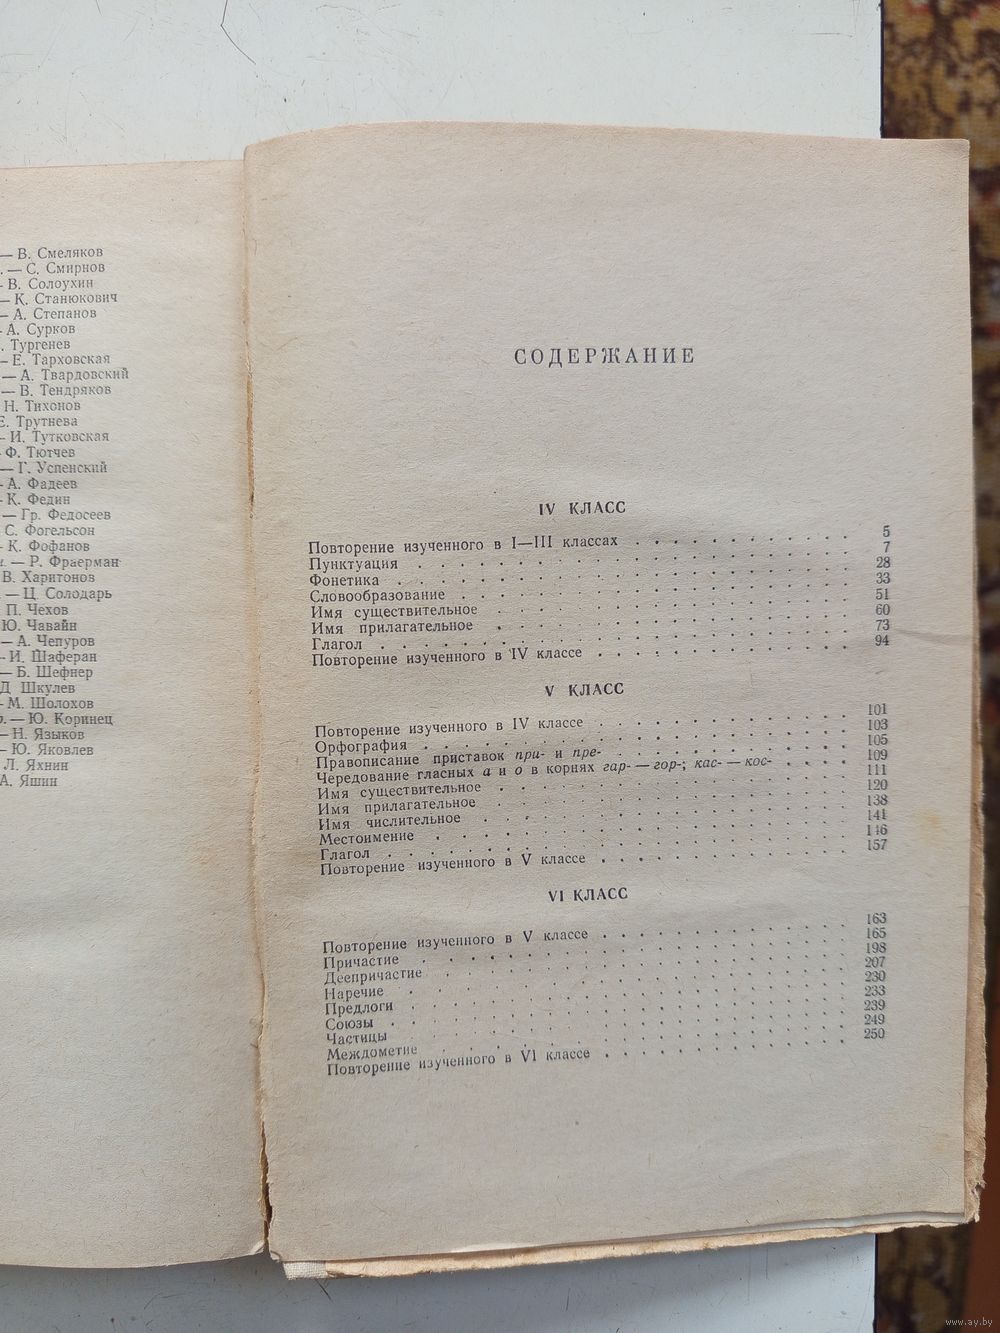 — В. Смеляков
. — С. Смирнов
- В. Солоухин
— К. Станюкович
— А. Степанов
- А. Сурков
. Тургенев
— Е. Тарховская
— А. Твардовский
— В. Тендряков
Н. Тихонов
Е. Трутнева
- И. Тутковская
- Ф. Тютчев
— Г. Успенский
- А. Фадеев
- К. Федин
— Гр. Федосеев
С. Фогельсон
- К. Фофанов
— Р. Фраерман
В. Харитонов
. — Ц. Солодарь
П. Чехов
Ю. Чавайн
— А. Чепуров
- И. Шаферан
— Б. Шефнер
Д. Шкулев
- М. Шолохов
— Ю. Коринец
— Н. Языков
— Ю. Яковлев
Л. Яхнин
А. Яшин
СОДЕРЖАНИЕ
IV КЛАСС
Повторение изученного в I—III классах . . . . . . . . 5
Пунктуация . . . . . . . . 7
Фонетика . . . . . . . . 28
Словообразование . . . . . . . . 33
Имя существительное . . . . . . . . 51
Имя прилагательное . . . . . . . . 60
Глагол . . . . . . . . 73
Повторение изученного в IV классе . . . . . . . . 94
V КЛАСС
Повторение изученного в IV классе . . . . . . . . 101
Орфография . . . . . . . . 103
Правописание приставок при- и пре- . . . . . . . . 105
Чередование гласных а и о в корнях гар- — гор-; кас- — кос- . . . . 109
Имя существительное . . . . . . . . 111
Имя прилагательное . . . . . . . . 120
Имя числительное . . . . . . . . 138
Местоимение . . . . . . . . 141
Глагол . . . . . . . . 146
Повторение изученного в V классе . . . . . . . . 157
VI КЛАСС
Повторение изученного в V классе . . . . . . . . 163
Причастие . . . . . . . . 165
Деепричастие . . . . . . . . 198
Наречие . . . . . . . . 207
Предлоги . . . . . . . . 230
Союзы . . . . . . . . 233
Частицы . . . . . . . . 239
Междометие . . . . . . . . 249
Повторение изученного в VI классе . . . . . . . . 250
www.ay.by